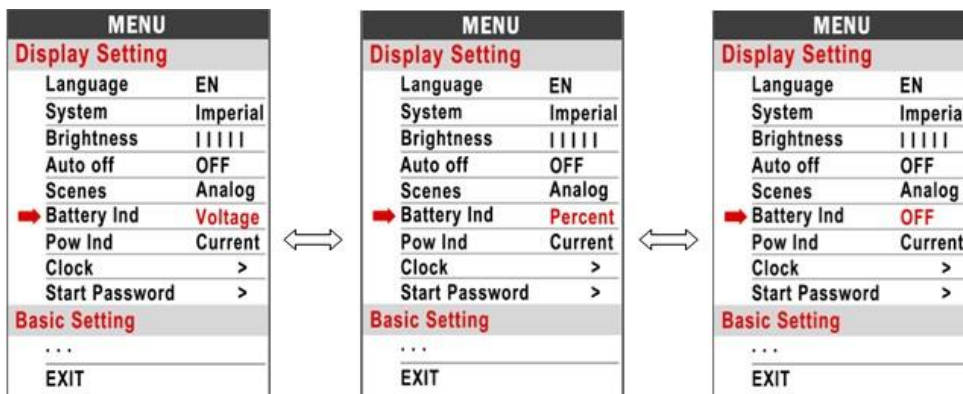 MENU
Display Setting
Language EN
System Imperial
Brightness | | | | |
Auto off OFF
Scenes Analog
Battery Ind Voltage
Pow Ind Current
Clock >
Start Password >
Basic Setting
...
EXIT
MENU
Display Setting
Language EN
System Imperial
Brightness | | | | |
Auto off OFF
Scenes Analog
Battery Ind Percent
Pow Ind Current
Clock >
Start Password >
Basic Setting
...
EXIT
MENU
Display Setting
Language EN
System Imperia
Brightness | | | | |
Auto off OFF
Scenes Analog
Battery Ind OFF
Pow Ind Current
Clock >
Start Password >
Basic Setting
...
EXIT